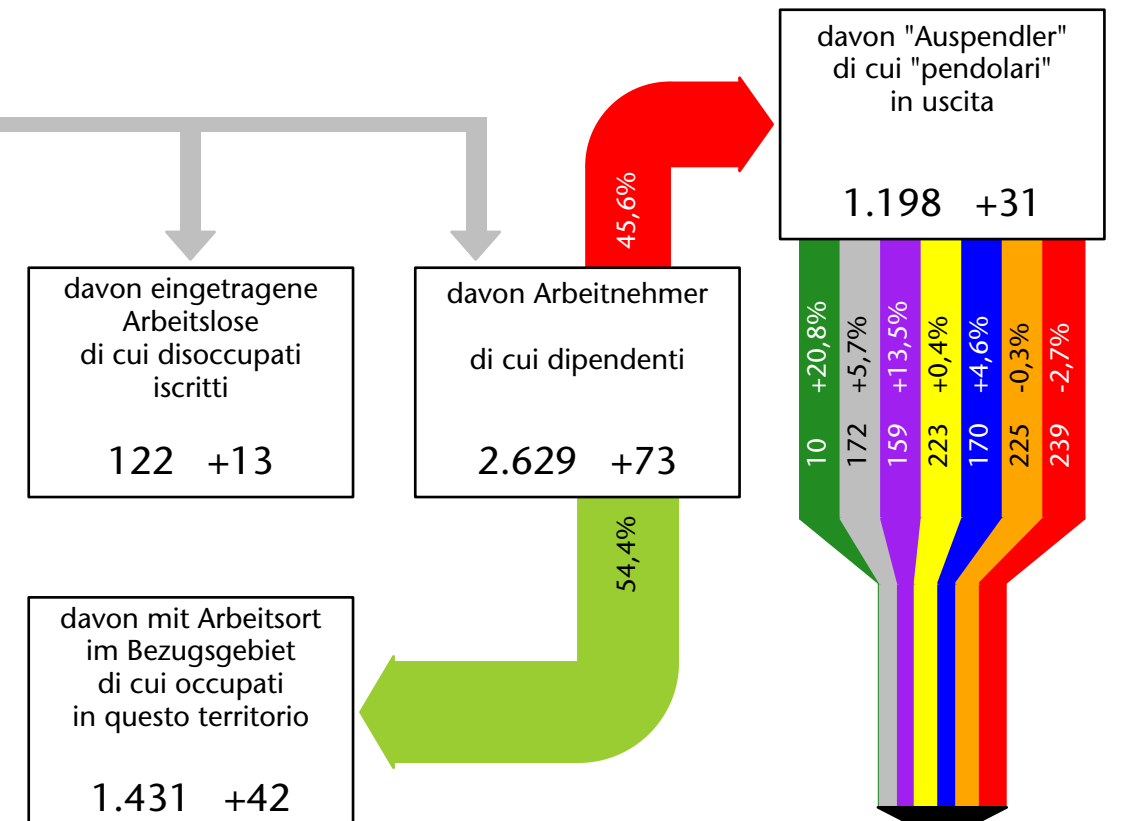 davon "Auspendler"
di cui "pendolari"
in uscita
1.198 +31
45,6%
davon eingetragene
Arbeitslose
di cui disoccupati
iscritti
122 +13
davon Arbeitnehmer
di cui dipendenti
2.629 +73
10 +20,8%
172 +5,7%
159 +13,5%
223 +0,4%
170 +4,6%
225 -0,3%
239 -2,7%
54,4%
davon mit Arbeitsort
im Bezugsgebiet
di cui occupati
in questo territorio
1.431 +42